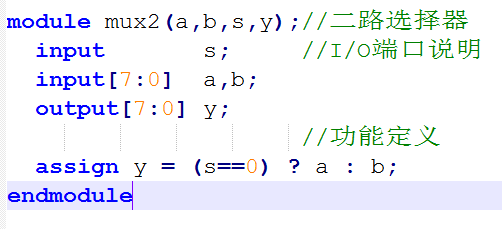 module mux2(a,b,s,y);//二路选择器
input s; //I/O端口说明
input[7:0] a,b;
output[7:0] y;
//功能定义
assign y = (s==0) ? a : b;
endmodule